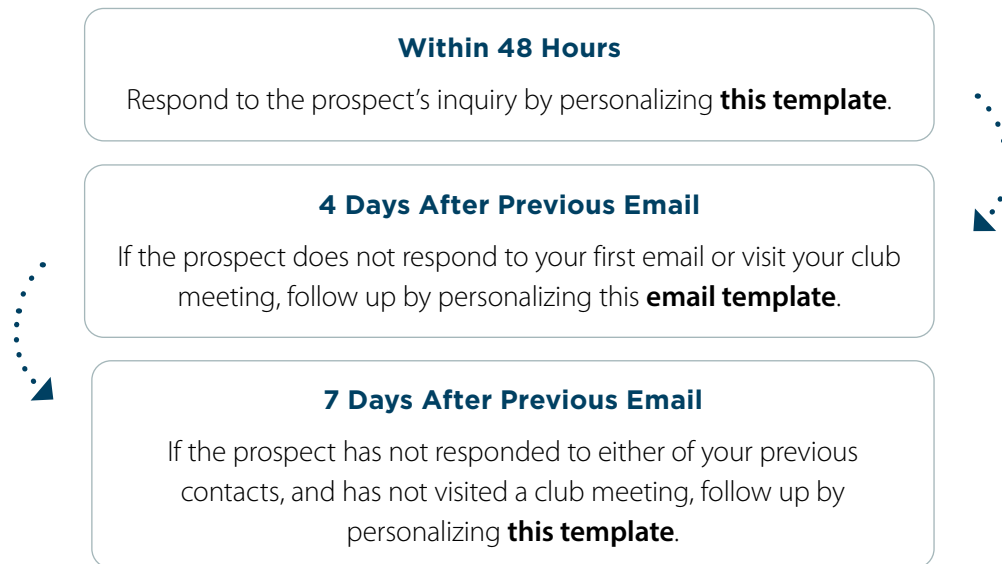 Within 48 Hours
Respond to the prospect’s inquiry by personalizing this template.
4 Days After Previous Email
If the prospect does not respond to your first email or visit your club
meeting, follow up by personalizing this email template.
7 Days After Previous Email
If the prospect has not responded to either of your previous
contacts, and has not visited a club meeting, follow up by
personalizing this template.